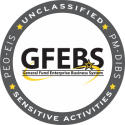 UNCLASSIFIED
PEO-EIS
PM-DIBS
GFEBS
General Fund Enterprise Business System
SENSITIVE ACTIVITIES